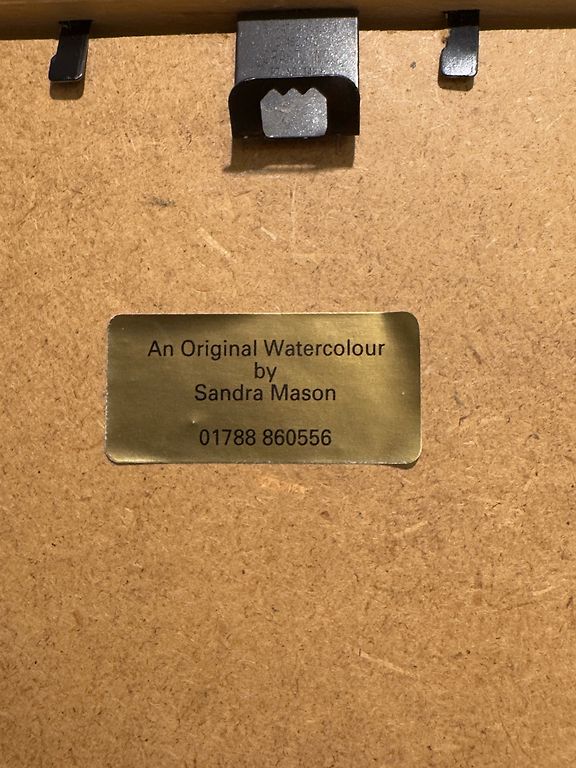 An Original Watercolour
by
Sandra Mason
01788 860556